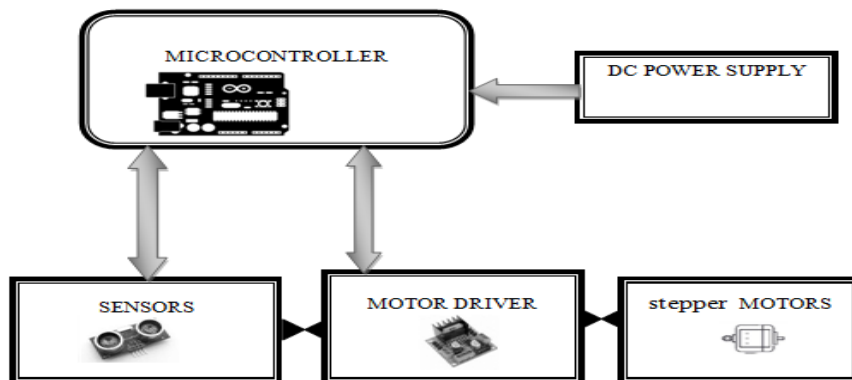 MICROCONTROLLER
DC POWER SUPPLY
SENSORS
MOTOR DRIVER
stepper MOTORS